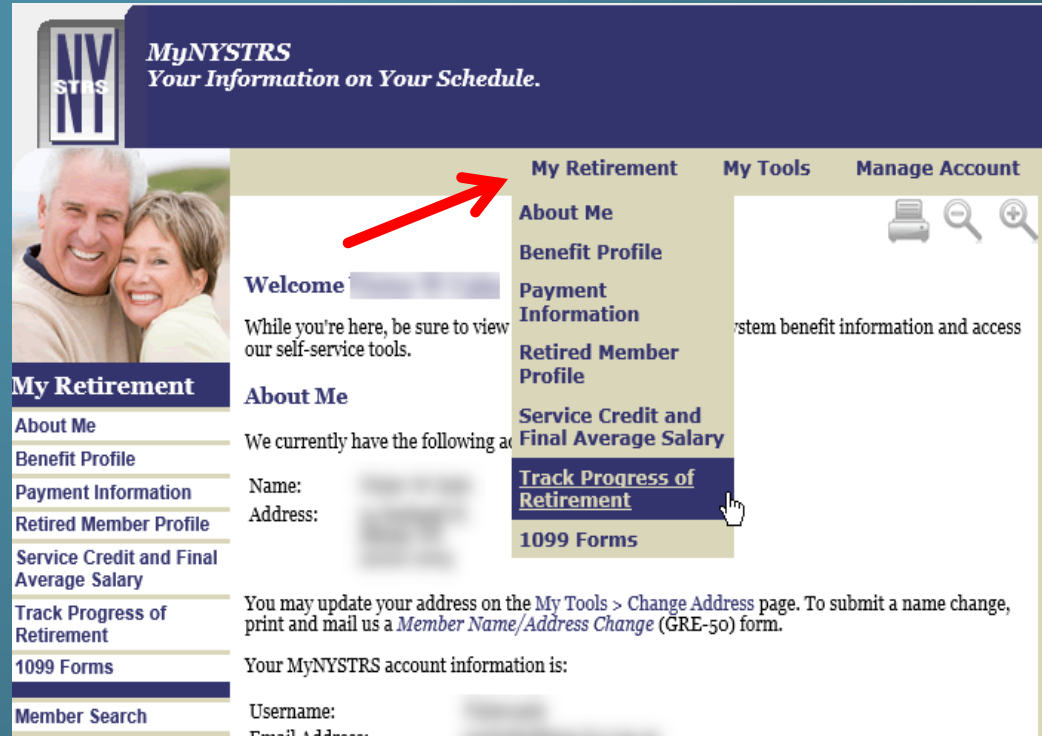 NY
STRS
MyNYSTRS
Your Information on Your Schedule.
My Retirement My Tools Manage Account
About Me
Benefit Profile
Payment
Information
Retired Member
Profile
Service Credit and
Final Average Salary
Track Progress of
Retirement
1099 Forms
Welcome
While you're here, be sure to view stem benefit information and access
our self-service tools.
About Me
We currently have the following
Name:
Address:
You may update your address on the My Tools > Change Address page. To submit a name change,
print and mail us a Member Name/Address Change (GRE-50) form.
Your MyNYSTRS account information is:
Username:
Email Address:
My Retirement
About Me
Benefit Profile
Payment Information
Retired Member Profile
Service Credit and Final
Average Salary
Track Progress of
Retirement
1099 Forms
Member Search